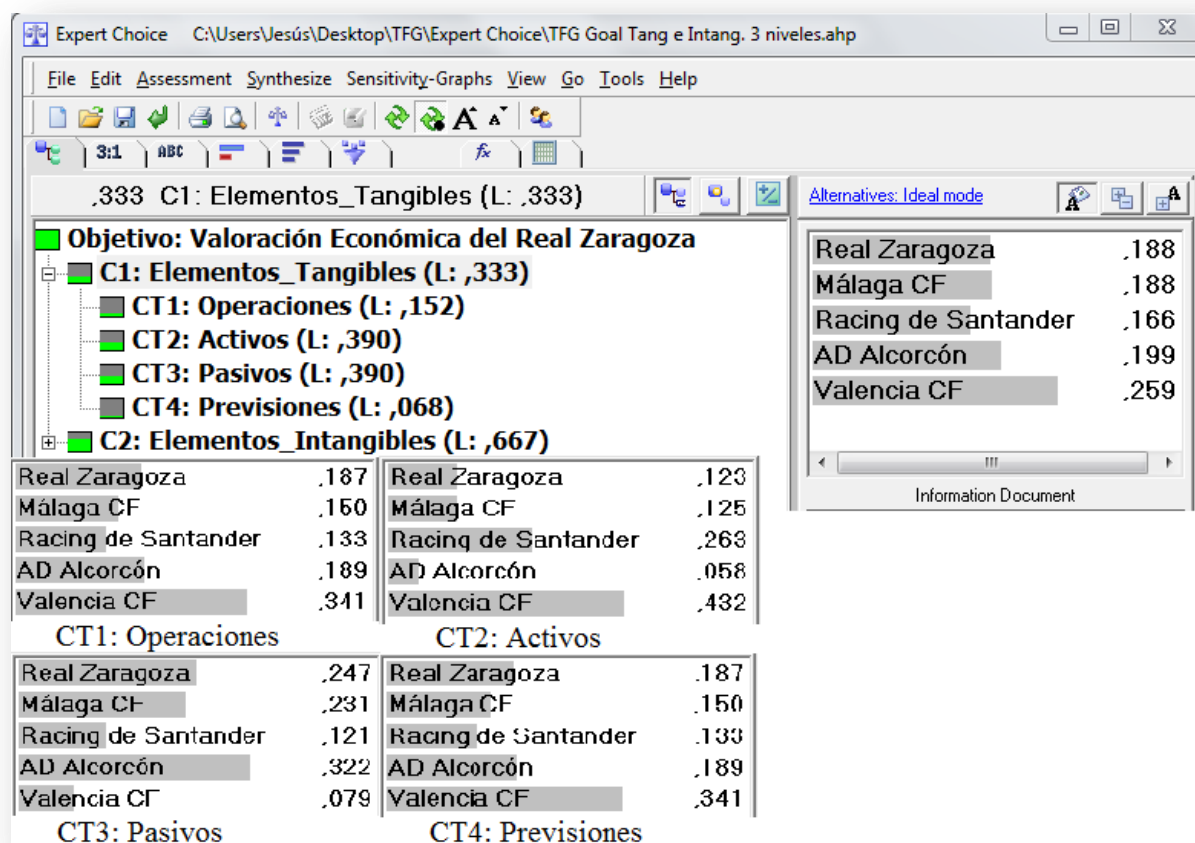 Expert Choice C:\Users\Jesús\Desktop\TFG\Expert Choice\TFG Goal Tang e Intang. 3 niveles.ahp
File Edit Assessment Synthesize Sensitivity-Graphs View Go Tools Help
3:1 ABC fx
,333 C1: Elementos_Tangibles (L: ,333)
Objetivo: Valoración Económica del Real Zaragoza
C1: Elementos_Tangibles (L: ,333)
CT1: Operaciones (L: ,152)
CT2: Activos (L: ,390)
CT3: Pasivos (L: ,390)
CT4: Previsiones (L: ,068)
C2: Elementos_Intangibles (L: ,667)
Alternatives: Ideal mode
Real Zaragoza ,188
Málaga CF ,188
Racing de Santander ,166
AD Alcorcón ,199
Valencia CF ,259
Information Document
Real Zaragoza ,187
Málaga CF ,150
Racing de Santander ,133
AD Alcorcón ,189
Valencia CF ,341
CT1: Operaciones
Real Zaragoza ,123
Málaga CF ,125
Racing de Santander ,263
AD Alcorcón ,058
Valencia CF ,432
CT2: Activos
Real Zaragoza ,247
Málaga CF ,231
Racing de Santander ,121
AD Alcorcón ,322
Valencia CF ,079
CT3: Pasivos
Real Zaragoza ,187
Málaga CF ,150
Racing de Santander ,133
AD Alcorcón ,189
Valencia CF ,341
CT4: Previsiones